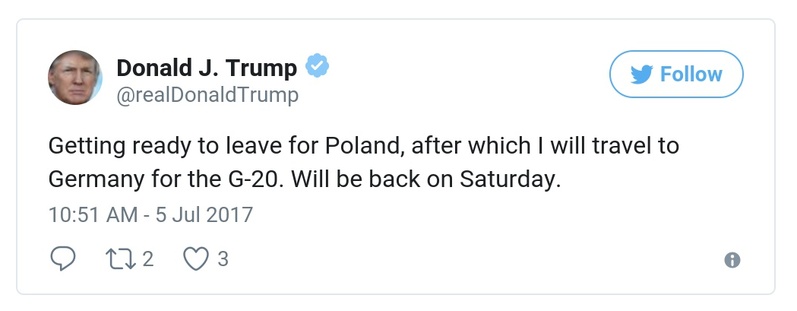 Donald J. Trump
@realDonaldTrump
Follow
Getting ready to leave for Poland, after which I will travel to
Germany for the G-20. Will be back on Saturday.
10:51 AM - 5 Jul 2017
2 3